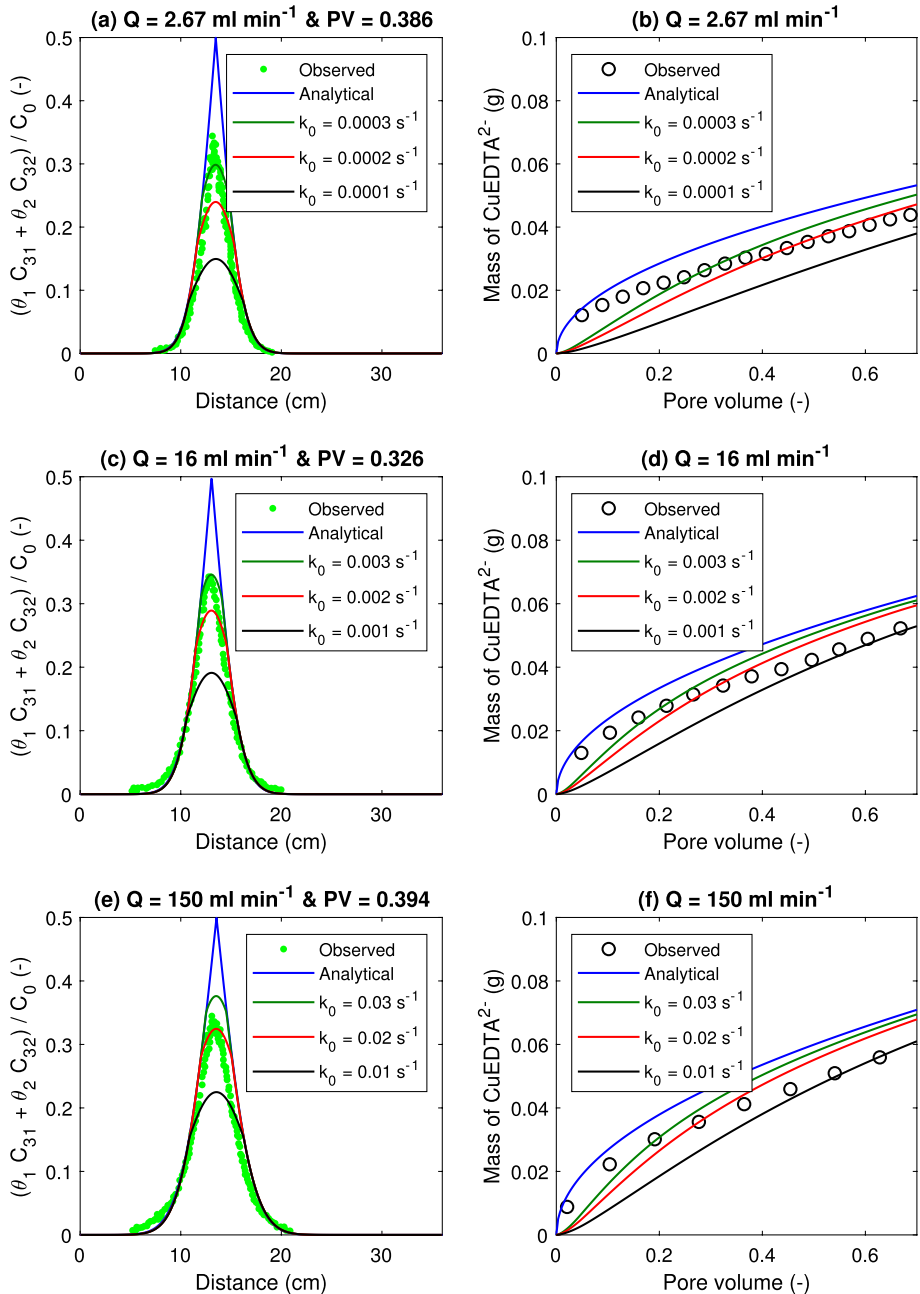 (a) Q = 2.67 ml min⁻¹ & PV = 0.386
(θ₁ C₃₁ + θ₂ C₃₂) / C₀ (-)
0.5
0.4
0.3
0.2
0.1
0
Observed
Analytical
k₀ = 0.0003 s⁻¹
k₀ = 0.0002 s⁻¹
k₀ = 0.0001 s⁻¹
0 10 20 30
Distance (cm)
(b) Q = 2.67 ml min⁻¹
Mass of CuEDTA²⁻ (g)
0.1
0.08
0.06
0.04
0.02
0
Observed
Analytical
k₀ = 0.0003 s⁻¹
k₀ = 0.0002 s⁻¹
k₀ = 0.0001 s⁻¹
0 0.2 0.4 0.6
Pore volume (-)
(c) Q = 16 ml min⁻¹ & PV = 0.326
(θ₁ C₃₁ + θ₂ C₃₂) / C₀ (-)
0.5
0.4
0.3
0.2
0.1
0
Observed
Analytical
k₀ = 0.003 s⁻¹
k₀ = 0.002 s⁻¹
k₀ = 0.001 s⁻¹
0 10 20 30
Distance (cm)
(d) Q = 16 ml min⁻¹
Mass of CuEDTA²⁻ (g)
0.1
0.08
0.06
0.04
0.02
0
Observed
Analytical
k₀ = 0.003 s⁻¹
k₀ = 0.002 s⁻¹
k₀ = 0.001 s⁻¹
0 0.2 0.4 0.6
Pore volume (-)
(e) Q = 150 ml min⁻¹ & PV = 0.394
(θ₁ C₃₁ + θ₂ C₃₂) / C₀ (-)
0.5
0.4
0.3
0.2
0.1
0
Observed
Analytical
k₀ = 0.03 s⁻¹
k₀ = 0.02 s⁻¹
k₀ = 0.01 s⁻¹
0 10 20 30
Distance (cm)
(f) Q = 150 ml min⁻¹
Mass of CuEDTA²⁻ (g)
0.1
0.08
0.06
0.04
0.02
0
Observed
Analytical
k₀ = 0.03 s⁻¹
k₀ = 0.02 s⁻¹
k₀ = 0.01 s⁻¹
0 0.2 0.4 0.6
Pore volume (-)